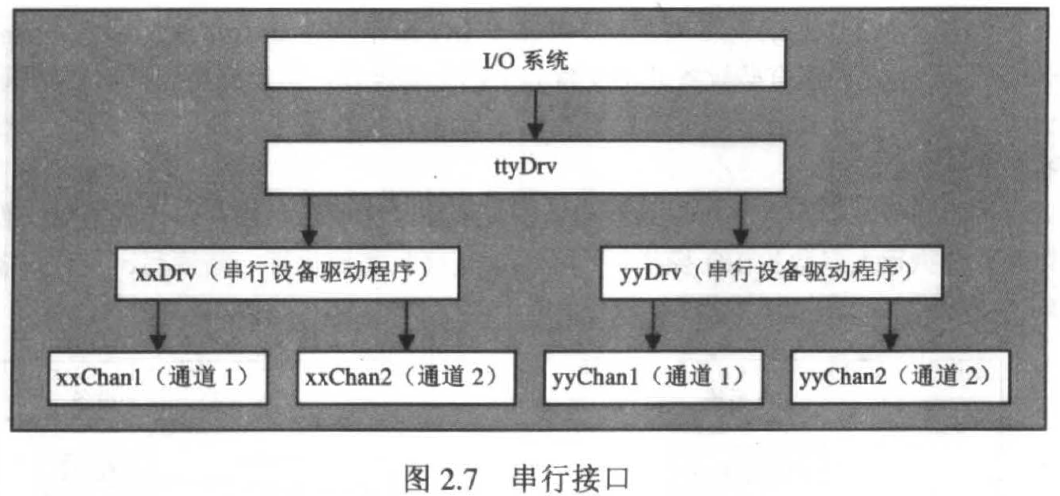 I/O 系统
ttyDrv
xxDrv（串行设备驱动程序）
yyDrv（串行设备驱动程序）
xxChan1（通道 1）
xxChan2（通道 2）
yyChan1（通道 1）
yyChan2（通道 2）
图 2.7 串行接口